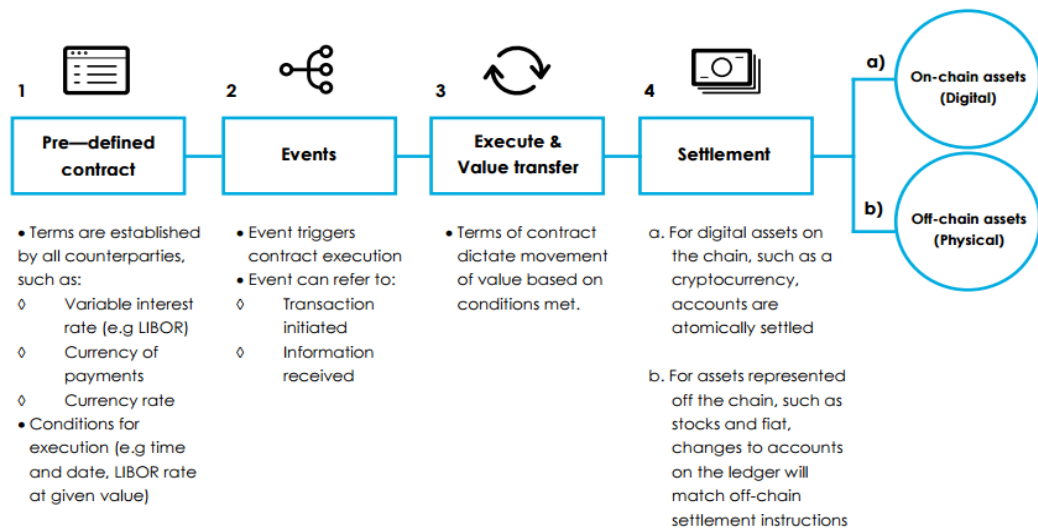 1
Pre—defined
contract
• Terms are established
by all counterparties,
such as:
◊ Variable interest
rate (e.g LIBOR)
◊ Currency of
payments
◊ Currency rate
• Conditions for
execution (e.g time
and date, LIBOR rate
at given value)
2
Events
• Event triggers
contract execution
• Event can refer to:
◊ Transaction
initiated
◊ Information
received
3
Execute &
Value transfer
• Terms of contract
dictate movement
of value based on
conditions met.
4
Settlement
a. For digital assets on
the chain, such as a
cryptocurrency,
accounts are
atomically settled
b. For assets represented
off the chain, such as
stocks and fiat,
changes to accounts
on the ledger will
match off-chain
settlement instructions
a)
On-chain assets
(Digital)
b)
Off-chain assets
(Physical)